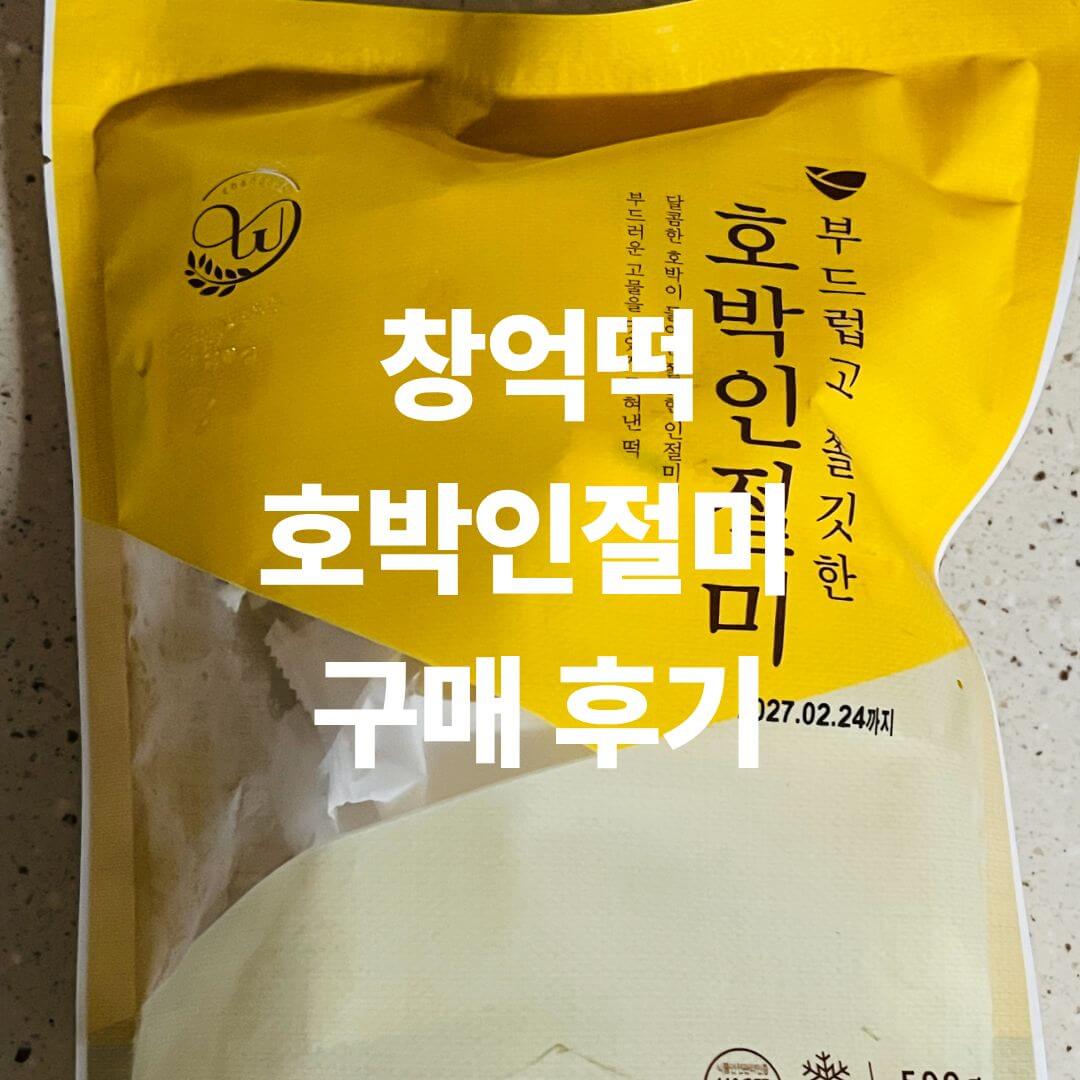 창억떡
호박인절미
구매 후기
부드럽고 쫄깃한
호박인절미
달콤한 호박이 인절미
부드러운 고물을 떡
027.02.24까지